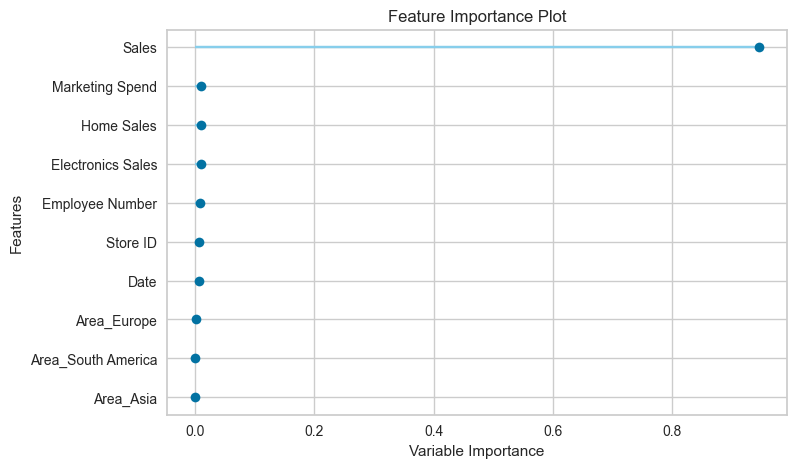 Feature Importance Plot
Features
Sales
Marketing Spend
Home Sales
Electronics Sales
Employee Number
Store ID
Date
Area_Europe
Area_South America
Area_Asia
0.0 0.2 0.4 0.6 0.8
Variable Importance